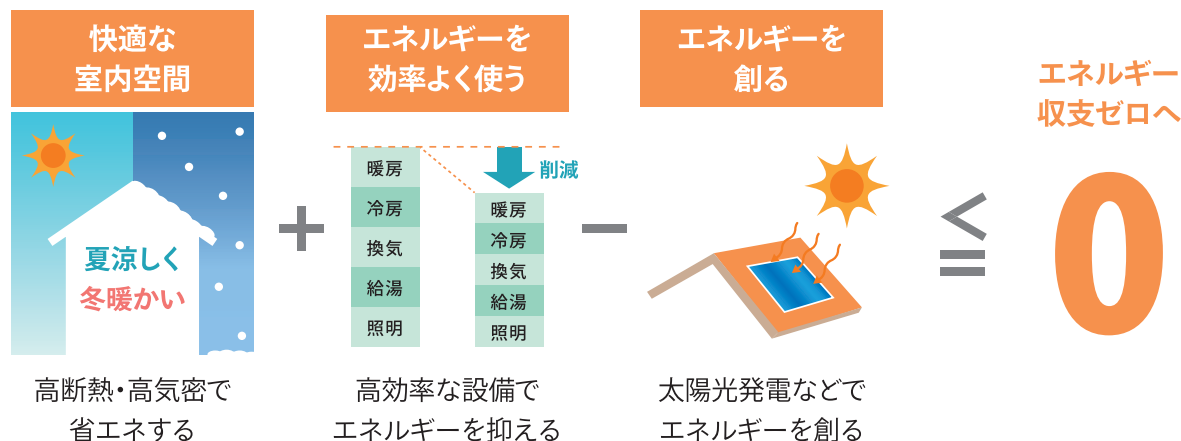 快適な
室内空間
夏涼しく
冬暖かい
高断熱・高気密で
省エネする
+
エネルギーを
効率よく使う
削減
暖房
冷房
換気
給湯
照明
暖房
冷房
換気
給湯
照明
高効率な設備で
エネルギーを抑える
−
エネルギーを
創る
太陽光発電などで
エネルギーを創る
≦
エネルギー
収支ゼロへ
0